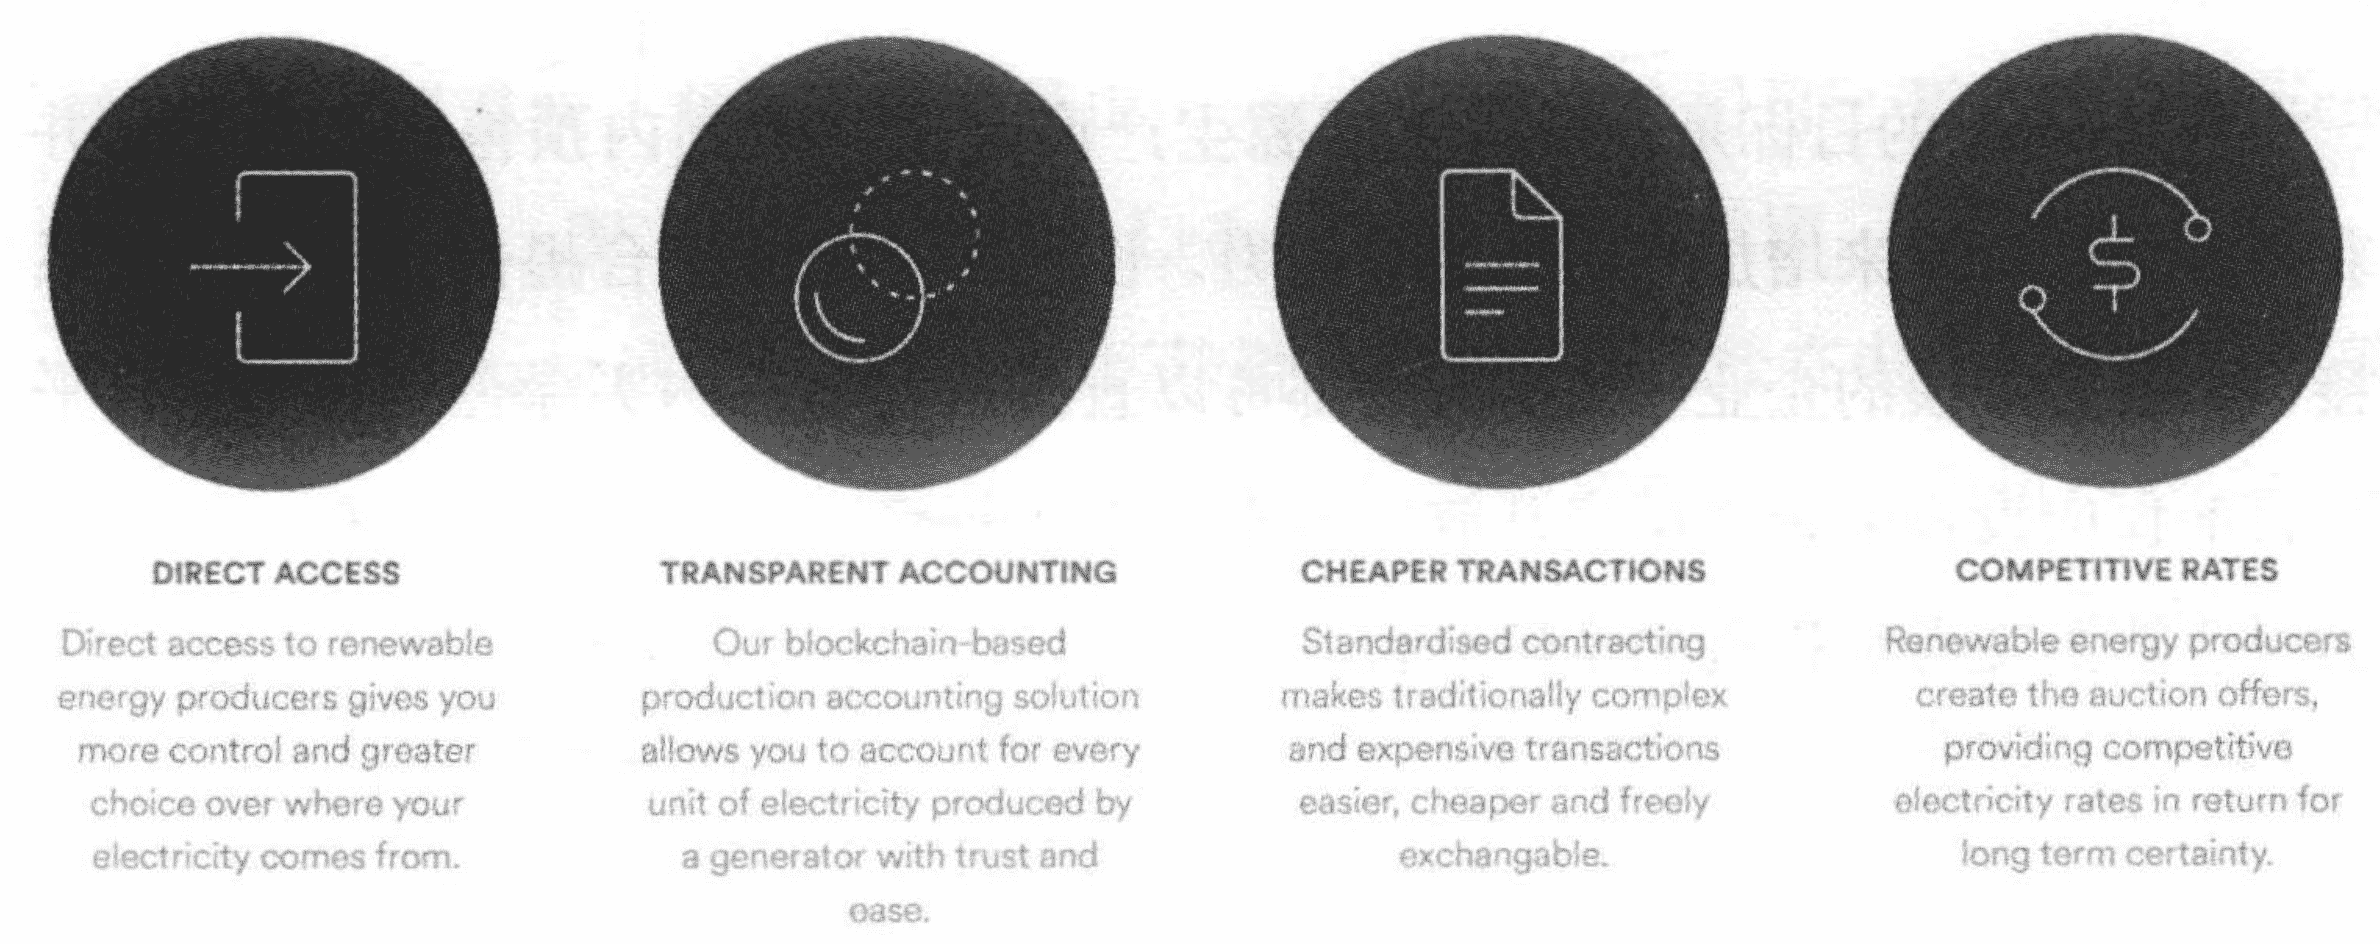 DIRECT ACCESS
Direct access to renewable
energy producers gives you
more control and greater
choice over where your
electricity comes from.
TRANSPARENT ACCOUNTING
Our blockchain-based
production accounting solution
allows you to account for every
unit of electricity produced by
a generator with trust and
ease.
CHEAPER TRANSACTIONS
Standardised contracting
makes traditionally complex
and expensive transactions
easier, cheaper and freely
exchangable.
COMPETITIVE RATES
Renewable energy producers
create the auction offers,
providing competitive
electricity rates in return for
long term certainty.
$